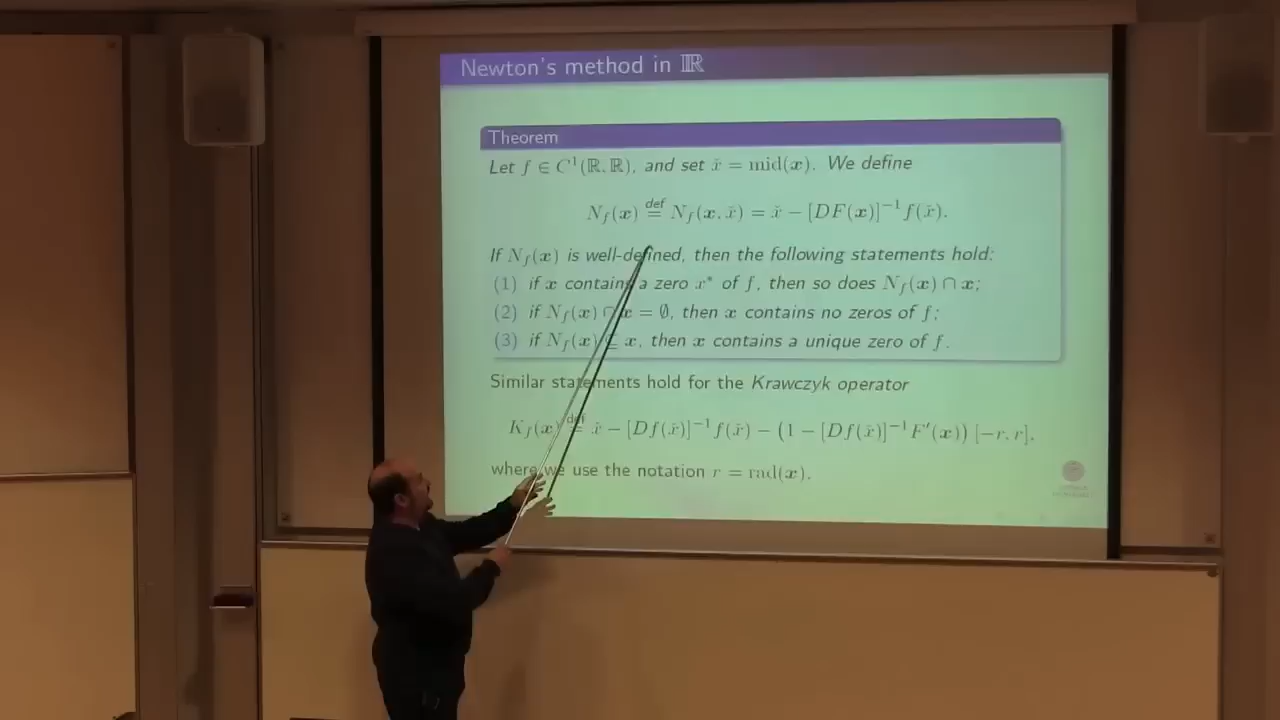 Newton's method in ℝ
Theorem
Let f ∈ C¹(ℝ, ℝ), and set x̌ = mid(𝒙). We define
N_f(𝒙) def= N_f(𝒙, x̌) = x̌ − [DF(𝒙)]⁻¹ f(x̌).
If N_f(𝒙) is well-defined, then the following statements hold:
(1) if 𝒙 contains a zero x* of f, then so does N_f(𝒙) ∩ 𝒙;
(2) if N_f(𝒙) ∩ 𝒙 = ∅, then 𝒙 contains no zeros of f;
(3) if N_f(𝒙) ⊆ 𝒙, then 𝒙 contains a unique zero of f.
Similar statements hold for the Krawczyk operator
K_f(𝒙) def= x̌ − [Df(x̌)]⁻¹ f(x̌) − (1 − [Df(x̌)]⁻¹ F′(𝒙)) [−r, r],
where we use the notation r = rad(𝒙).